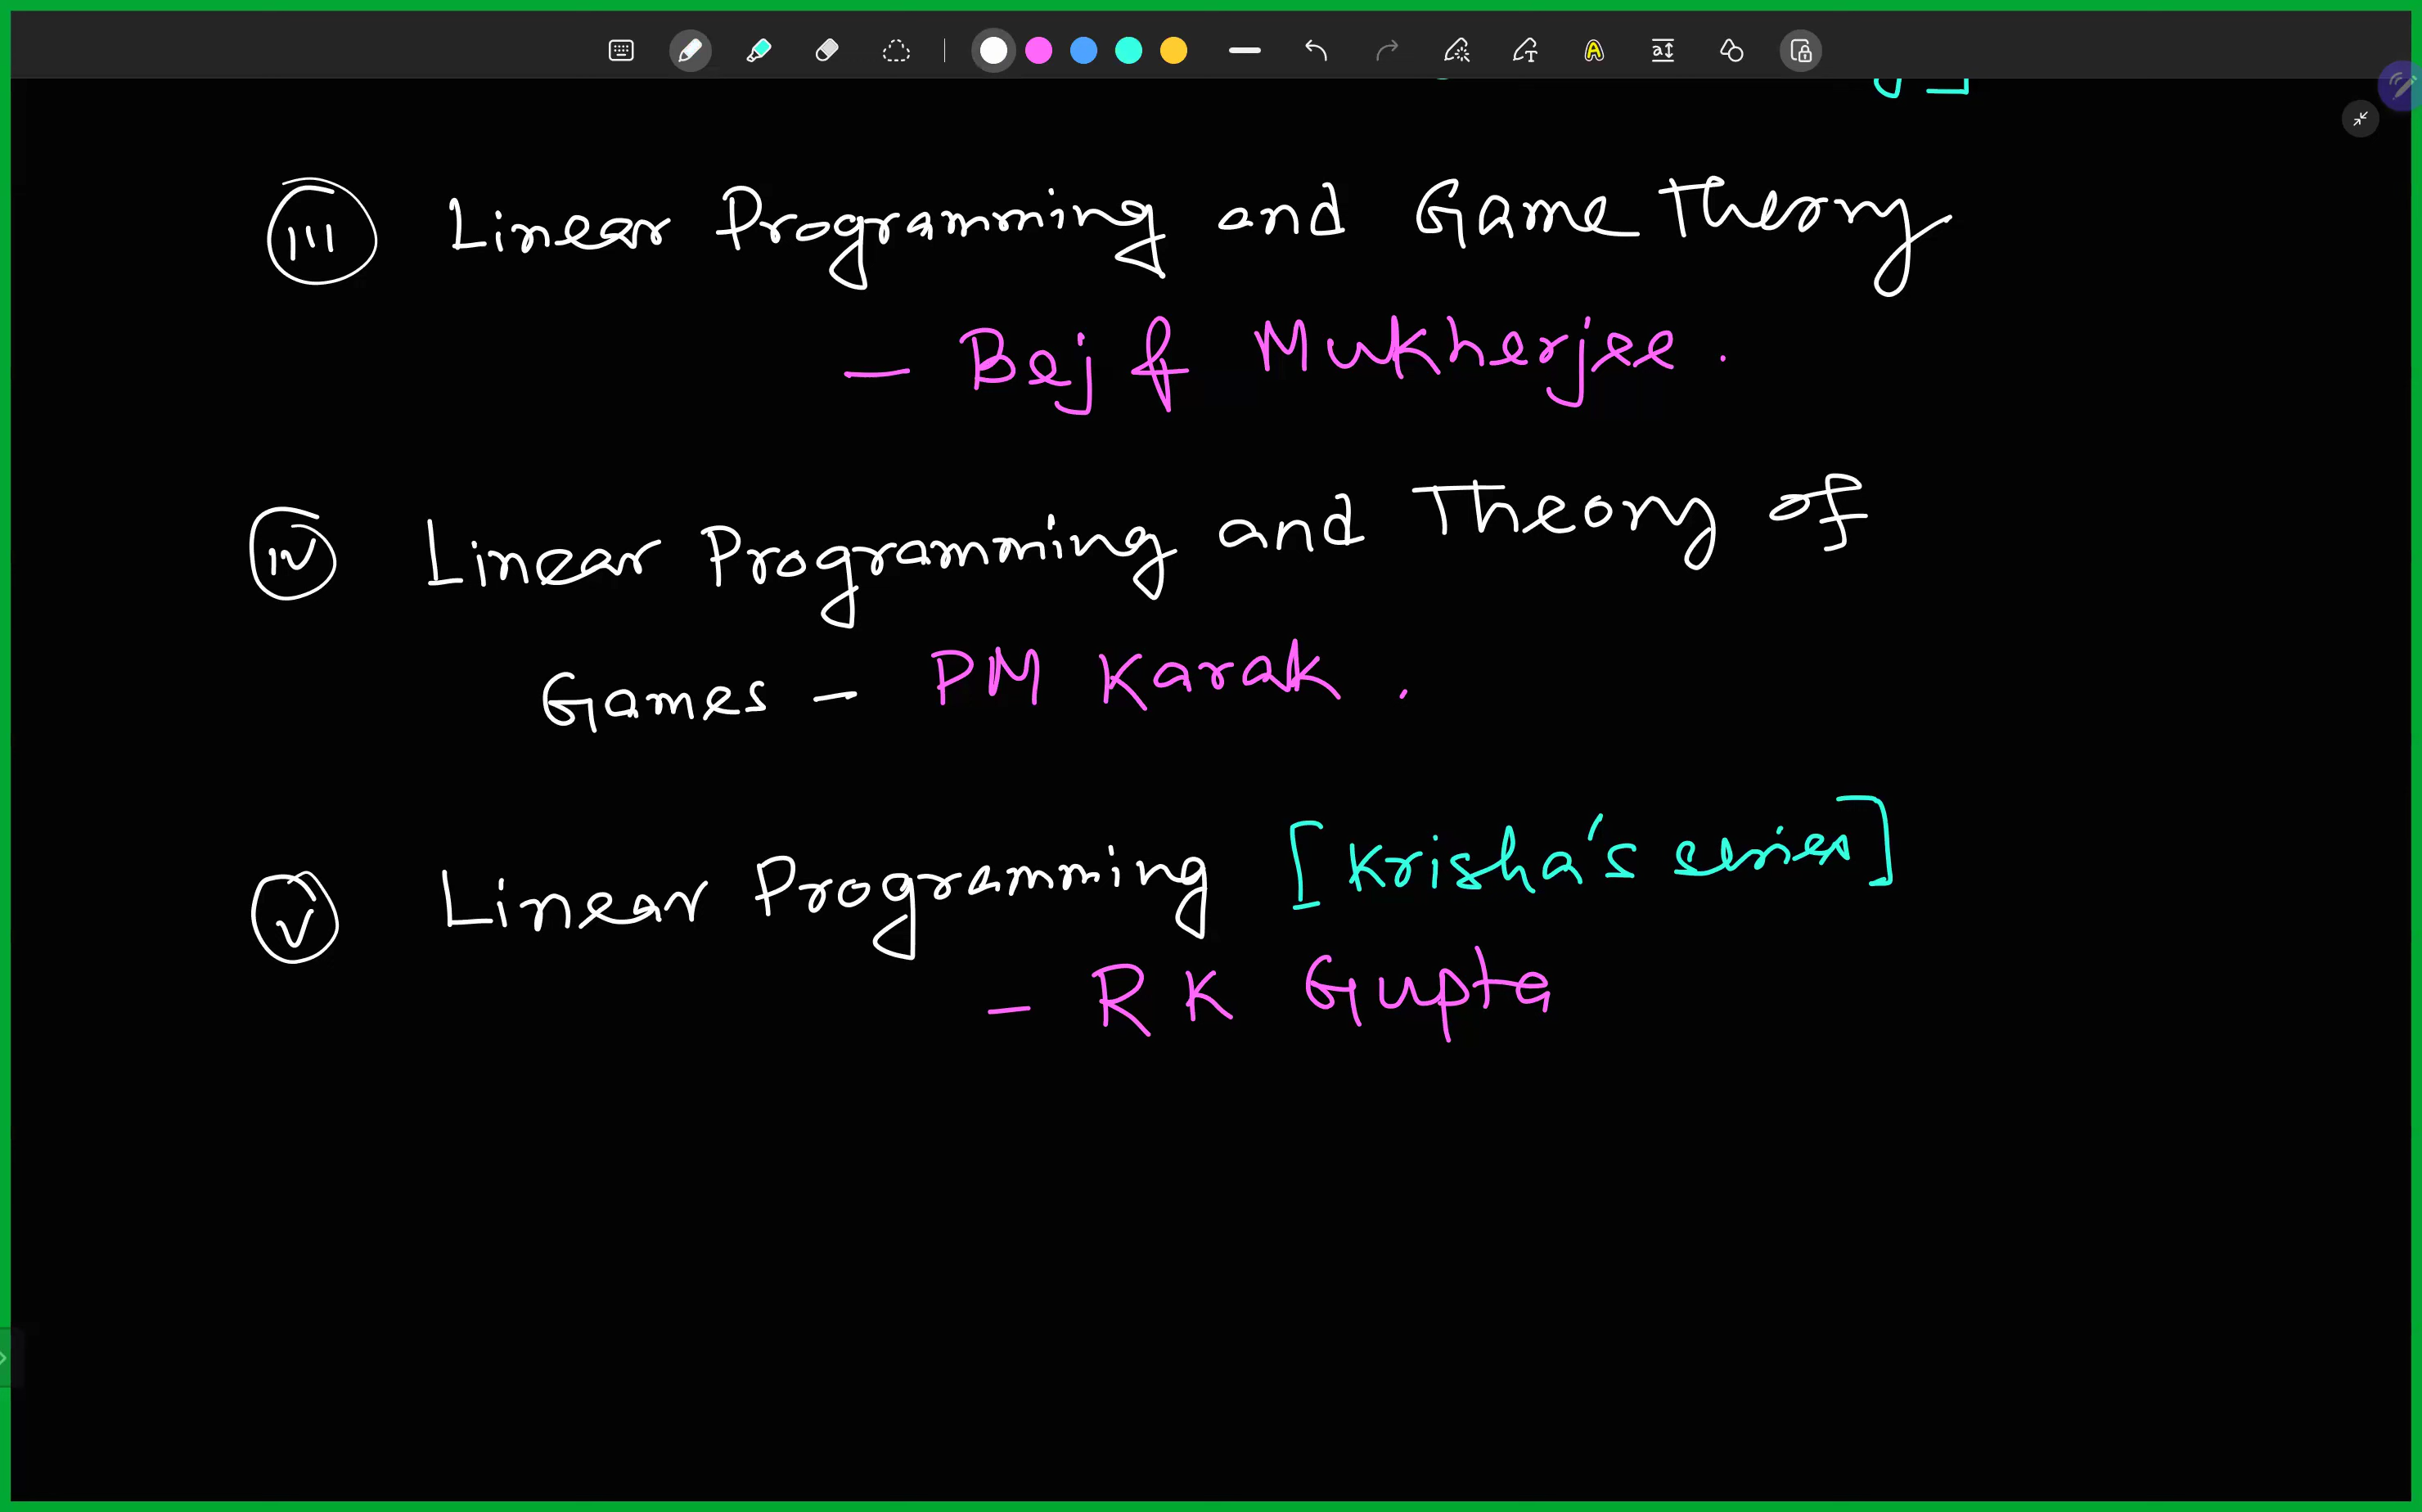 (iii) Linear Programming and Game Theory
— Bej & Mukherjee.
(iv) Linear Programming and Theory of
Games – PM Karak.
(v) Linear Programming [Krisha's series]
– R K Gupta